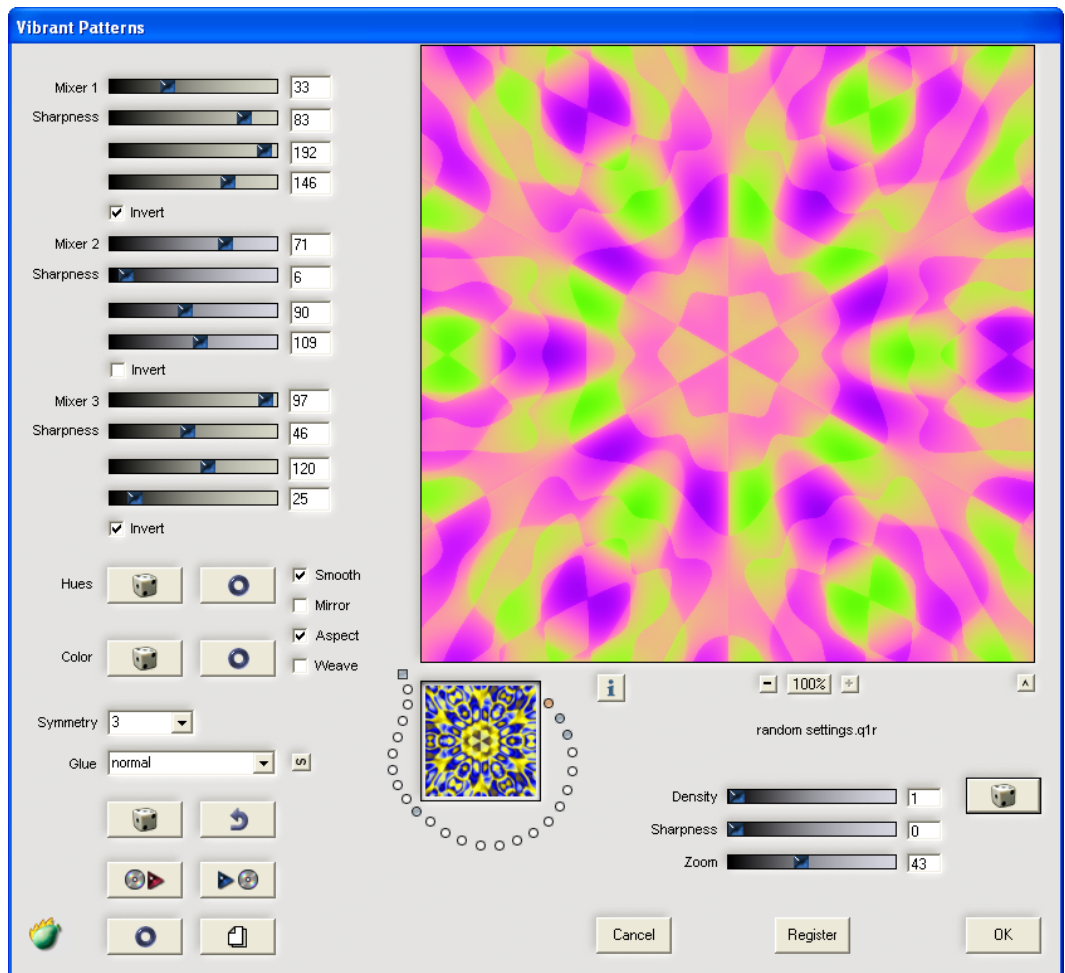 Vibrant Patterns
Mixer 1 33
Sharpness 83
192
146
Invert
Mixer 2 71
Sharpness 6
90
109
Invert
Mixer 3 97
Sharpness 46
120
25
Invert
Hues
Smooth
Mirror
Color
Aspect
Weave
Symmetry 3
Glue normal
S
i
- 100% +
^
random settings.q1r
Density 1
Sharpness 0
Zoom 43
Cancel Register OK